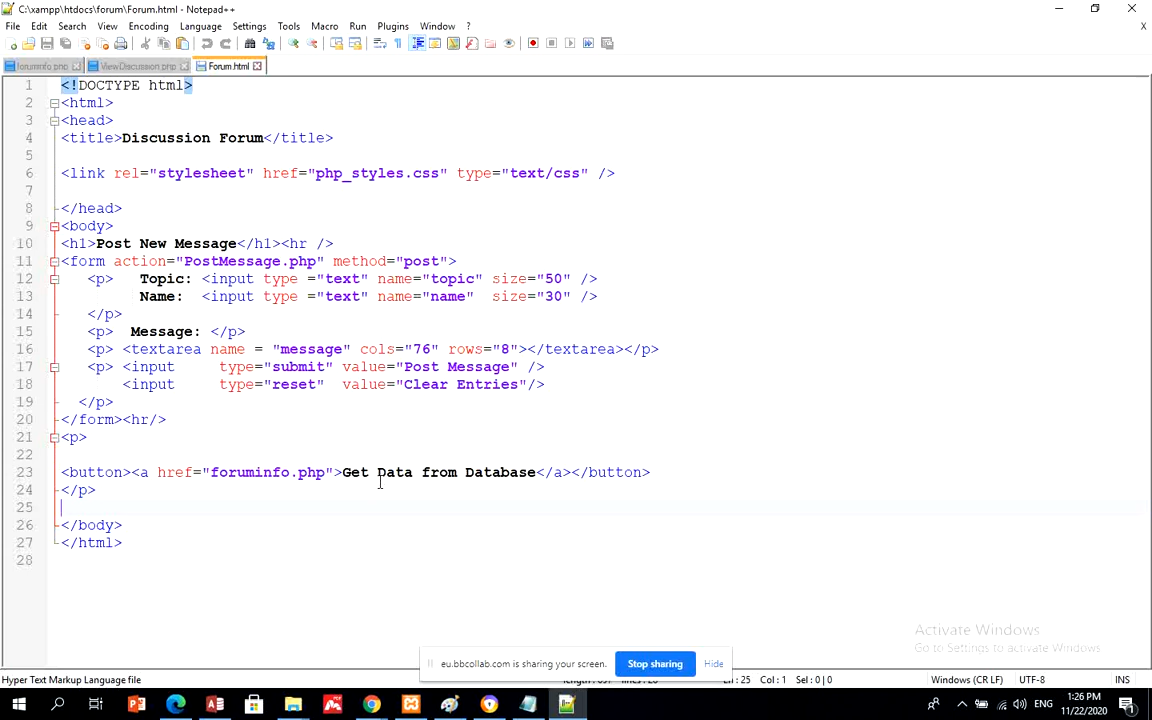 C:\xampp\htdocs\forum\Forum.html - Notepad++
File Edit Search View Encoding Language Settings Tools Macro Run Plugins Window ?
X
foruminfo.php ViewDiscussion.php Forum.html
1 <!DOCTYPE html>
2 <html>
3 <head>
4 <title>Discussion Forum</title>
5
6 <link rel="stylesheet" href="php_styles.css" type="text/css" />
7
8 </head>
9 <body>
10 <h1>Post New Message</h1><hr />
11 <form action="PostMessage.php" method="post">
12 <p> Topic: <input type ="text" name="topic" size="50" />
13 Name: <input type ="text" name="name" size="30" />
14 </p>
15 <p> Message: </p>
16 <p> <textarea name = "message" cols="76" rows="8"></textarea></p>
17 <p> <input type="submit" value="Post Message" />
18 <input type="reset" value="Clear Entries"/>
19 </p>
20 </form><hr/>
21 <p>
22
23 <button><a href="foruminfo.php">Get Data from Database</a></button>
24 </p>
25
26 </body>
27 </html>
28
Activate Windows
Go to Settings to activate Windows.
eu.bbcollab.com is sharing your screen. Stop sharing Hide
Hyper Text Markup Language file Ln : 25 Col : 1 Sel : 0 | 0 Windows (CR LF) UTF-8 INS
ENG 1:26 PM
11/22/2020 1